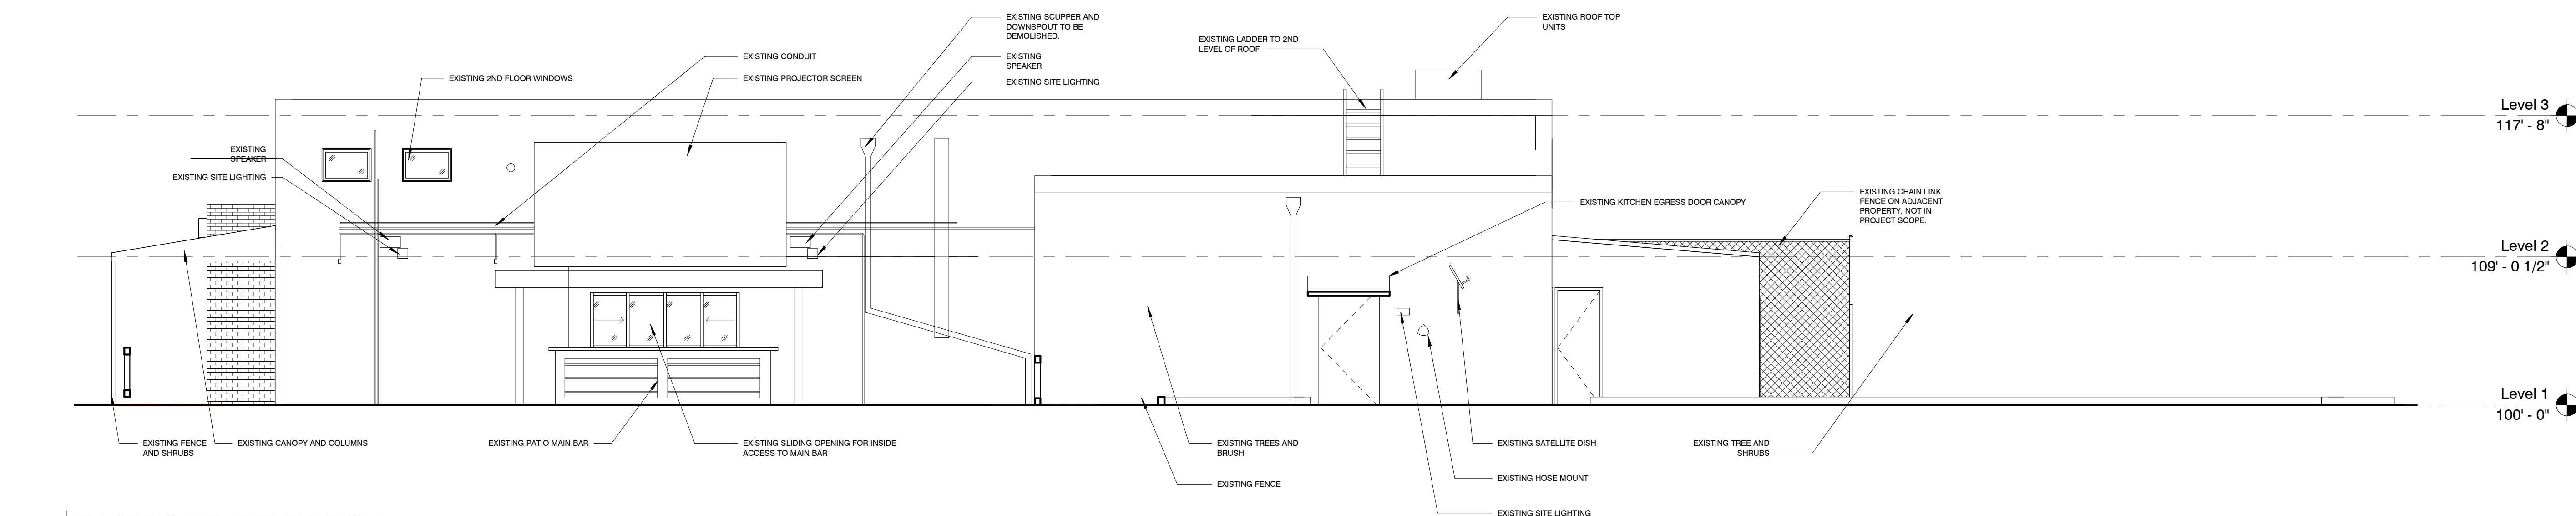 EXISTING SCUPPER AND
DOWNSPOUT TO BE
DEMOLISHED.
EXISTING ROOF TOP
UNITS
EXISTING LADDER TO 2ND
LEVEL OF ROOF
EXISTING CONDUIT
EXISTING
SPEAKER
EXISTING 2ND FLOOR WINDOWS
EXISTING PROJECTOR SCREEN
EXISTING SITE LIGHTING
Level 3
117' - 8"
EXISTING
SPEAKER
EXISTING SITE LIGHTING
EXISTING CHAIN LINK
FENCE ON ADJACENT
PROPERTY. NOT IN
PROJECT SCOPE.
EXISTING KITCHEN EGRESS DOOR CANOPY
Level 2
109' - 0 1/2"
Level 1
100' - 0"
EXISTING FENCE
AND SHRUBS
EXISTING CANOPY AND COLUMNS
EXISTING PATIO MAIN BAR
EXISTING SLIDING OPENING FOR INSIDE
ACCESS TO MAIN BAR
EXISTING TREES AND
BRUSH
EXISTING SATELLITE DISH
EXISTING TREE AND
SHRUBS
EXISTING FENCE
EXISTING HOSE MOUNT
EXISTING SITE LIGHTING